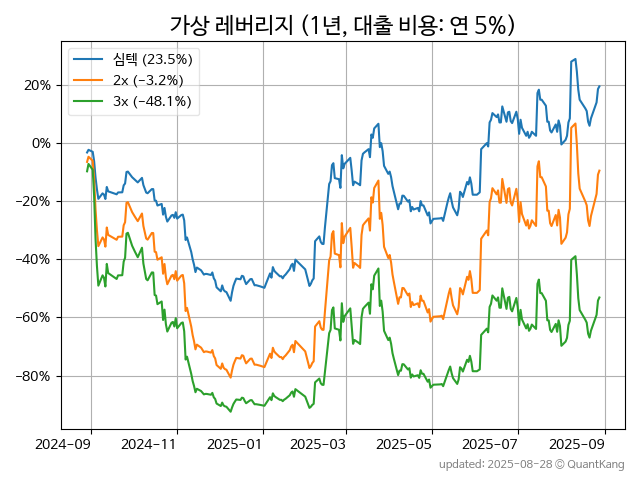 가상 레버리지 (1년, 대출 비용: 연 5%)
심텍 (23.5%)
2x (−3.2%)
3x (−48.1%)
20%
0%
−20%
−40%
−60%
−80%
2024-09 2024-11 2025-01 2025-03 2025-05 2025-07 2025-09
updated: 2025-08-28 © QuantKang